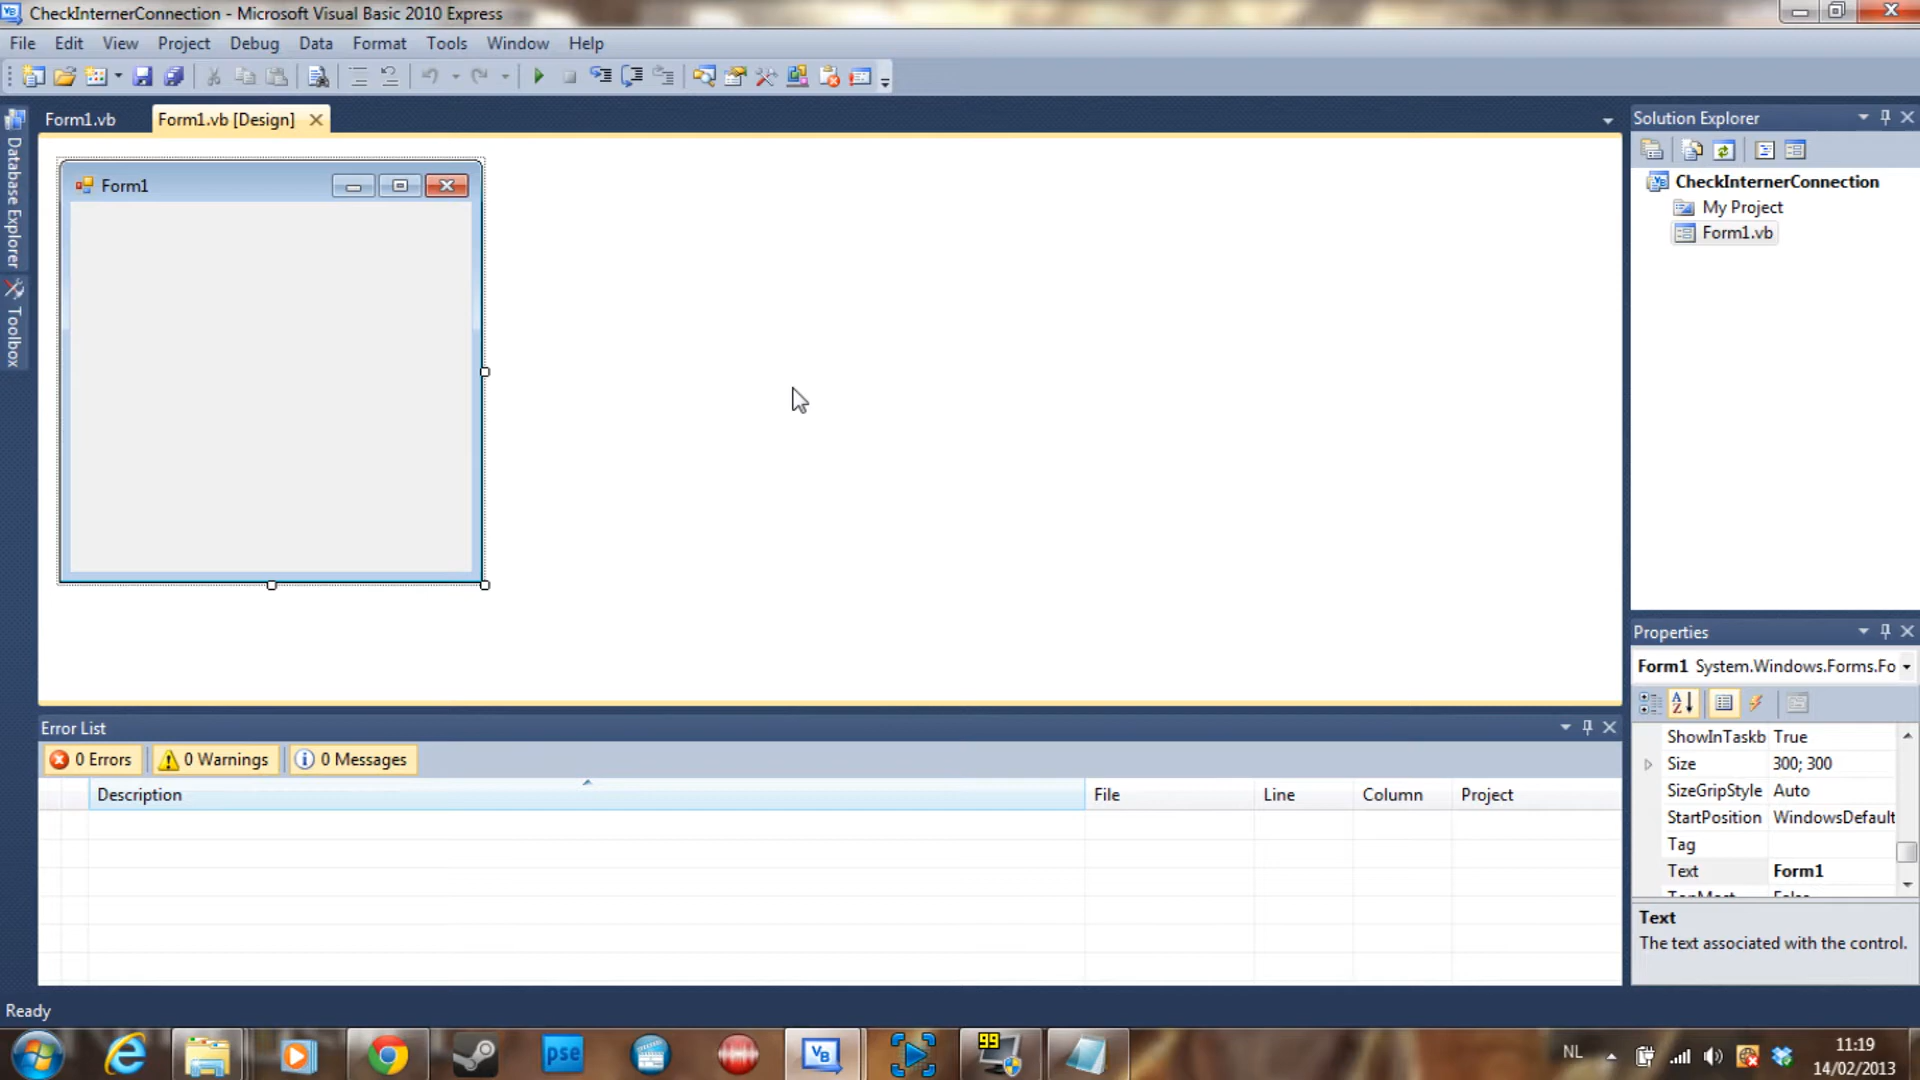 CheckInternerConnection - Microsoft Visual Basic 2010 Express
File Edit View Project Debug Data Format Tools Window Help
Form1.vb Form1.vb [Design]
Database Explorer
Toolbox
Form1
Solution Explorer
CheckInternerConnection
My Project
Form1.vb
Properties
Form1 System.Windows.Forms.Fo
ShowInTaskb True
Size 300; 300
SizeGripStyle Auto
StartPosition WindowsDefault
Tag
Text Form1
Text
The text associated with the control.
Error List
0 Errors 0 Warnings 0 Messages
Description File Line Column Project
Ready
pse
VB
99
NL
11:19
14/02/2013